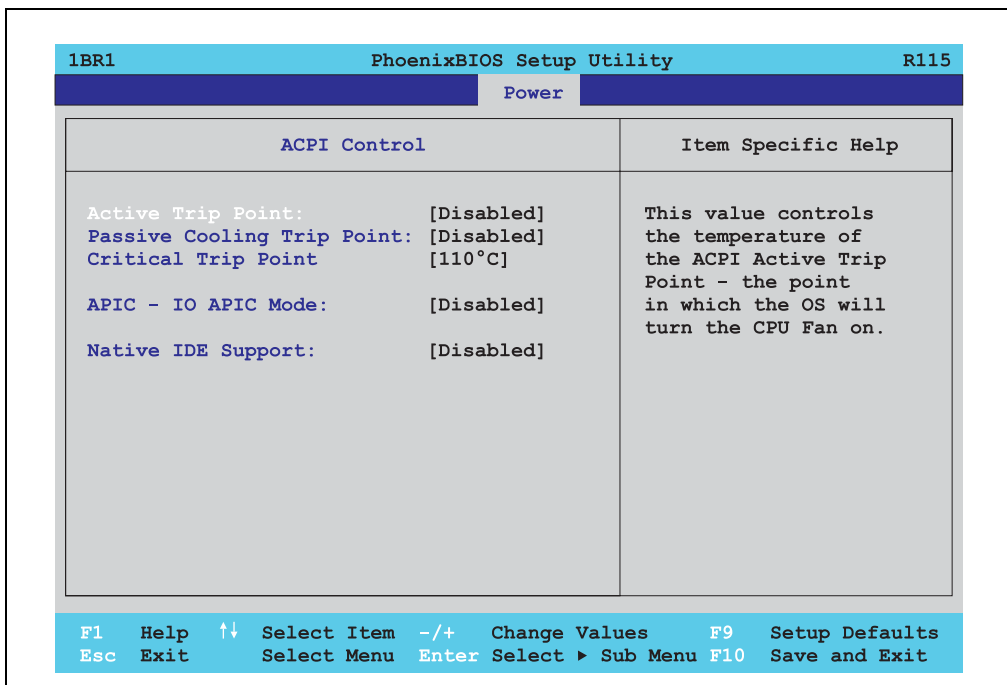 1BR1 PhoenixBIOS Setup Utility R115
Power
ACPI Control
Active Trip Point: [Disabled]
Passive Cooling Trip Point: [Disabled]
Critical Trip Point [110°C]
APIC - IO APIC Mode: [Disabled]
Native IDE Support: [Disabled]
Item Specific Help
This value controls
the temperature of
the ACPI Active Trip
Point - the point
in which the OS will
turn the CPU Fan on.
F1 Help ↑↓ Select Item -/+ Change Values F9 Setup Defaults
Esc Exit Select Menu Enter Select ▶ Sub Menu F10 Save and Exit